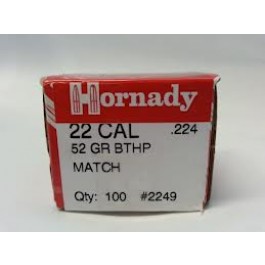 Hornady
22 CAL .224
52 GR BTHP
MATCH
Qty: 100 #2249